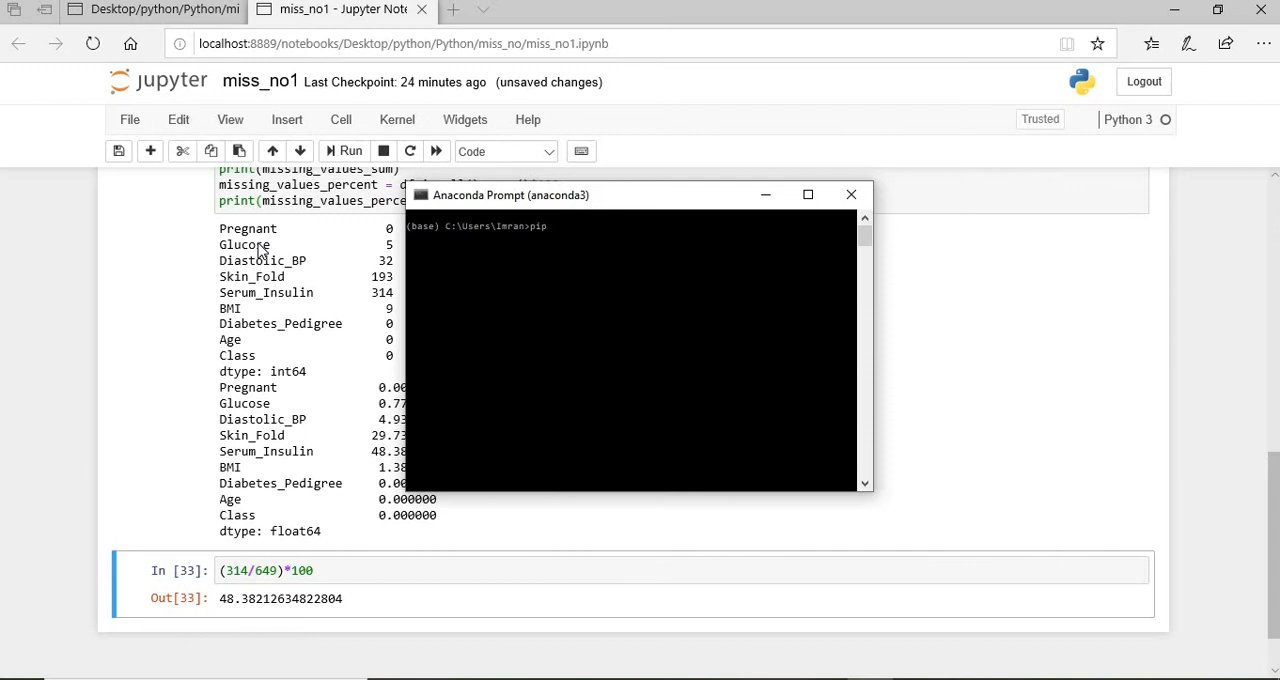 Desktop/python/Python/mi
miss_no1 - Jupyter Note
localhost:8889/notebooks/Desktop/python/Python/miss_no/miss_no1.ipynb
jupyter miss_no1 Last Checkpoint: 24 minutes ago (unsaved changes)
Logout
File Edit View Insert Cell Kernel Widgets Help
Trusted
Python 3
Run
Code
print(missing_values_sum)
missing_values_percent =
print(missing_values_perce
Anaconda Prompt (anaconda3)
(base) C:\Users\Imran>pip
Pregnant 0
Glucose 5
Diastolic_BP 32
Skin_Fold 193
Serum_Insulin 314
BMI 9
Diabetes_Pedigree 0
Age 0
Class 0
dtype: int64
Pregnant 0.00
Glucose 0.77
Diastolic_BP 4.93
Skin_Fold 29.73
Serum_Insulin 48.38
BMI 1.38
Diabetes_Pedigree 0.00
Age 0.000000
Class 0.000000
dtype: float64
In [33]: (314/649)*100
Out[33]: 48.38212634822804